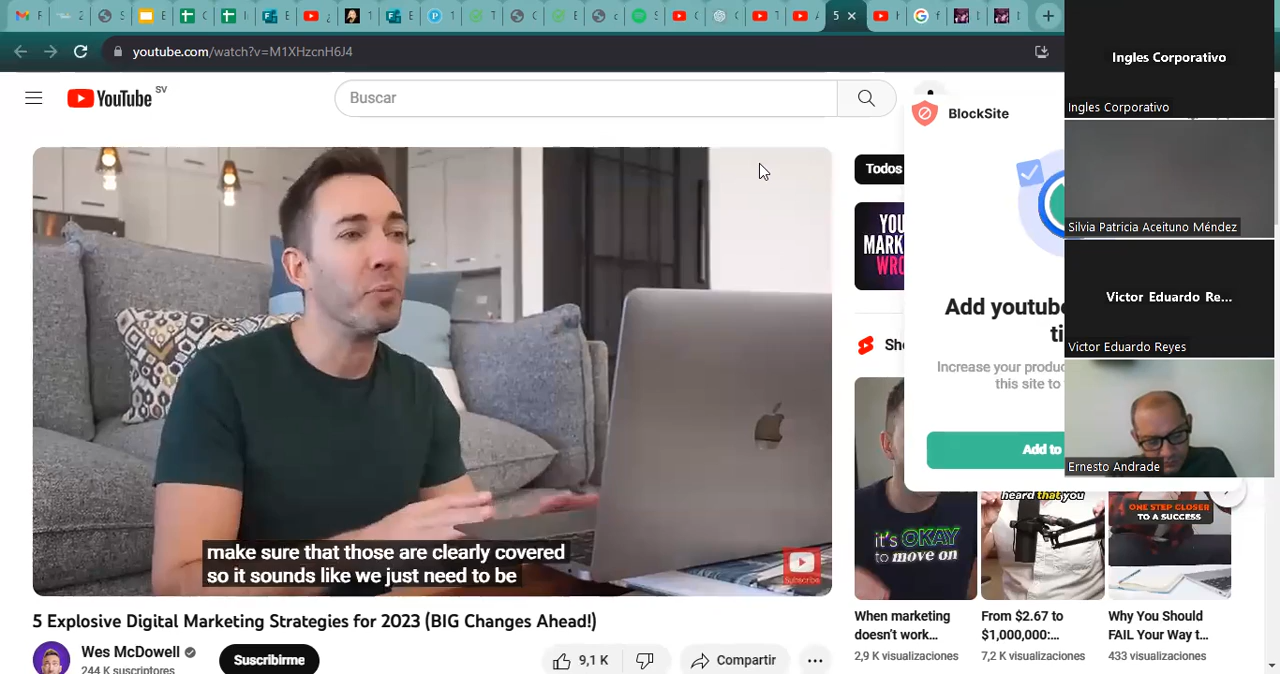 youtube.com/watch?v=M1XHzcnH6J4
YouTube SV
Buscar
make sure that those are clearly covered
so it sounds like we just need to be
Subscribe
5 Explosive Digital Marketing Strategies for 2023 (BIG Changes Ahead!)
Wes McDowell
244 K suscriptores
Suscribirme
9,1 K
Compartir
Todos
YOU
MARK
WRO
BlockSite
Add youtube
Increase your produc
this site to
Add to
heard that you
it's OKAY
to move on
ONE STEP CLOSER
TO A SUCCESS
When marketing
doesn't work...
2,9 K visualizaciones
From $2.67 to
$1,000,000:...
7,2 K visualizaciones
Why You Should
FAIL Your Way t...
433 visualizaciones
Ingles Corporativo
Ingles Corporativo
Silvia Patricia Aceituno Méndez
Victor Eduardo Re...
Victor Eduardo Reyes
Ernesto Andrade